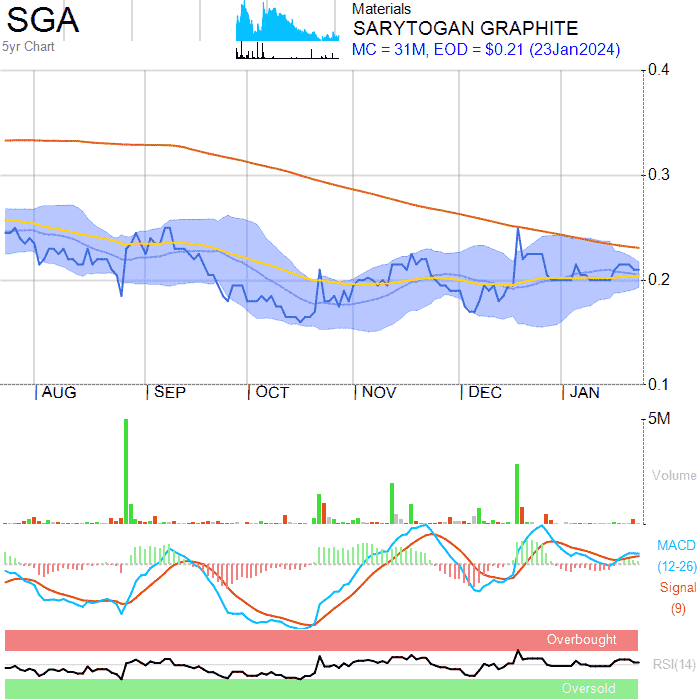 SGA
5yr Chart
Materials
SARYTOGAN GRAPHITE
MC = 31M, EOD = $0.21 (23Jan2024)
0.4
0.3
0.2
0.1
AUG SEP OCT NOV DEC JAN
5M
Volume
MACD
(12-26)
Signal
(9)
Overbought
RSI(14)
Oversold